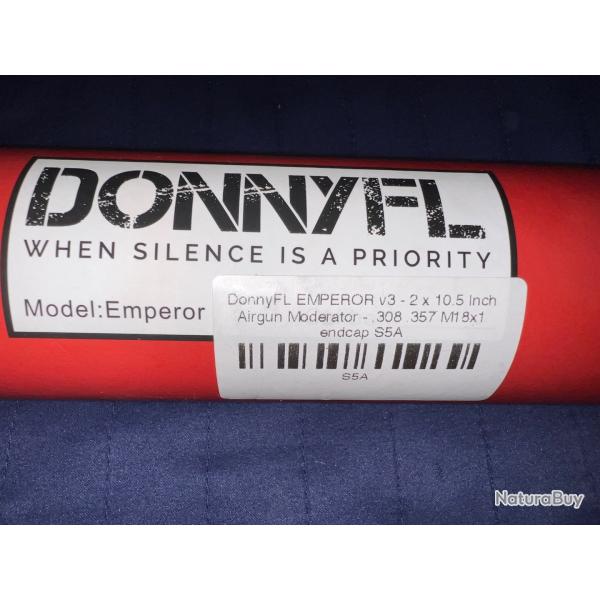 DONNYFL
WHEN SILENCE IS A PRIORITY
Model:Emperor
DonnyFL EMPEROR v3 - 2 x 10.5 Inch
Airgun Moderator - .308 .357 M18x1
endcap S5A
S5A
NaturaBuy